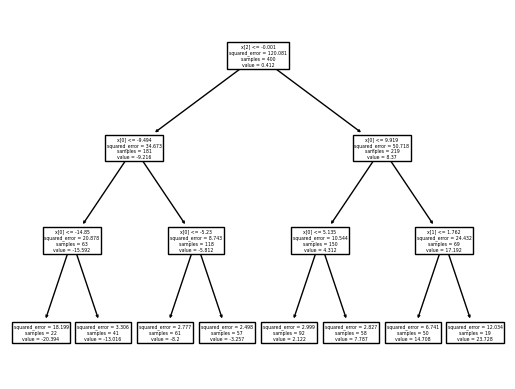 x[2] <= -0.001
squared_error = 120.081
samples = 400
value = 0.412
x[0] <= -9.494
squared_error = 34.673
samples = 181
value = -9.216
x[0] <= 9.919
squared_error = 50.718
samples = 219
value = 8.37
x[0] <= -14.85
squared_error = 20.878
samples = 63
value = -15.592
x[0] <= -5.23
squared_error = 8.743
samples = 118
value = -5.812
x[0] <= 5.135
squared_error = 10.544
samples = 150
value = 4.312
x[1] <= 1.762
squared_error = 24.432
samples = 69
value = 17.192
squared_error = 18.199
samples = 22
value = -20.394
squared_error = 3.306
samples = 41
value = -13.016
squared_error = 2.777
samples = 61
value = -8.2
squared_error = 2.498
samples = 57
value = -3.257
squared_error = 2.999
samples = 92
value = 2.122
squared_error = 2.827
samples = 58
value = 7.787
squared_error = 6.741
samples = 50
value = 14.708
squared_error = 12.034
samples = 19
value = 23.728